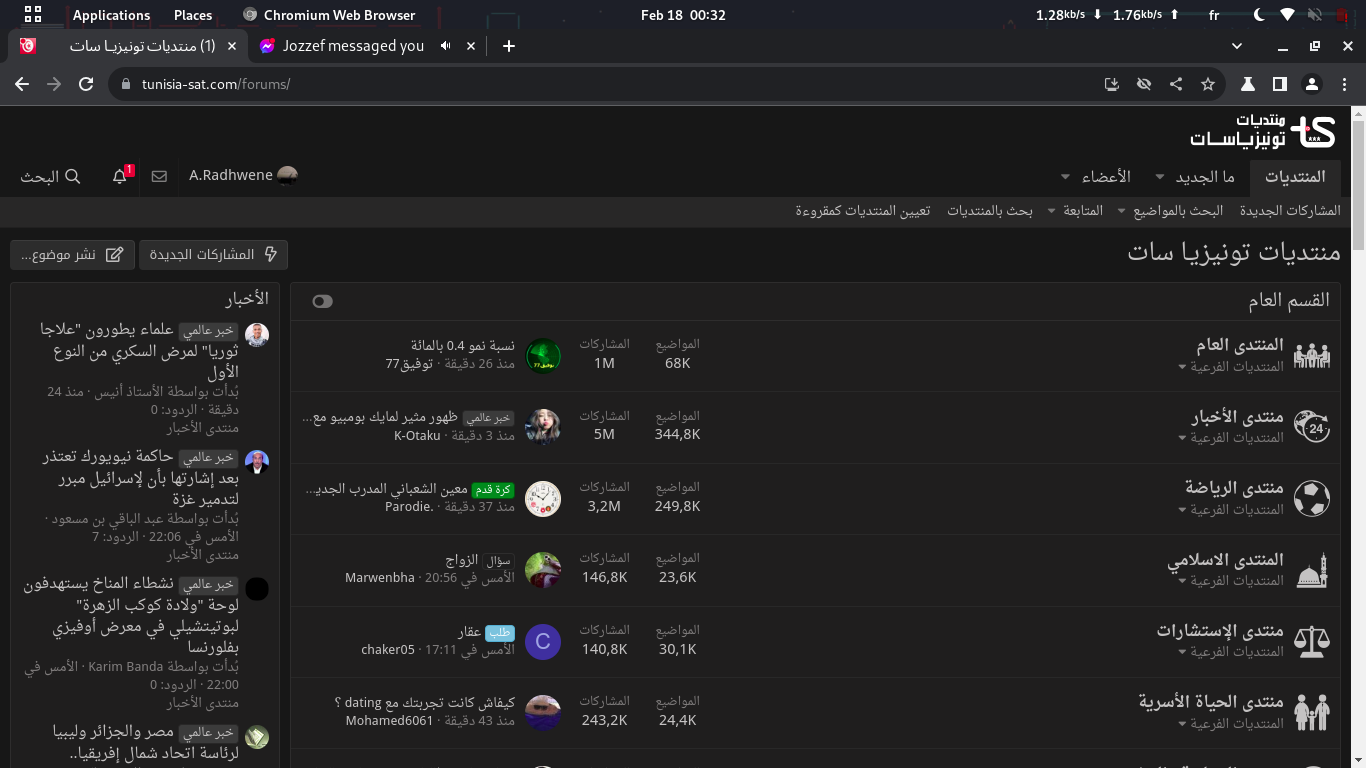 Applications Places Chromium Web Browser Feb 18 00:32 1.28kb/s ⬇ 1.76kb/s ⬆ fr
(1) منتديات تونيزيـا سات × Jozzef messaged you × +
tunisia-sat.com/forums/
منتديات
تونيزياسات
المنتديات ما الجديد الأعضاء A.Radhwene 1 البحث
المشاركات الجديدة البحث بالمواضيع المتابعة بحث بالمنتديات تعيين المنتديات كمقروءة
منتديات تونيزيـا سات
المشاركات الجديدة نشر موضوع...
القسم العام
المنتدى العام
المنتديات الفرعية
المواضيع
68K
المشاركات
1M
نسبة نمو 0.4 بالمائة
منذ 26 دقيقة · توفيق77
منتدى الأخبار
المنتديات الفرعية
المواضيع
344,8K
المشاركات
5M
خبر عالمي ظهور مثير لمايك بومبيو مع...
منذ 3 دقيقة · K-Otaku
منتدى الرياضة
المنتديات الفرعية
المواضيع
249,8K
المشاركات
3,2M
كرة قدم معين الشعباني المدرب الجديـ...
منذ 37 دقيقة · Parodie.
المنتدى الاسلامي
المنتديات الفرعية
المواضيع
23,6K
المشاركات
146,8K
سؤال الزواج
الأمس في 20:56 · Marwenbha
منتدى الإستشارات
المنتديات الفرعية
المواضيع
30,1K
المشاركات
140,8K
C
طلب عقار
الأمس في 17:11 · chaker05
منتدى الحياة الأسرية
المنتديات الفرعية
المواضيع
24,4K
المشاركات
243,2K
كيفاش كانت تجربتك مع dating ؟
منذ 43 دقيقة · Mohamed6061
الأخبار
خبر عالمي علماء يطورون "علاجا
ثوريا" لمرض السكري من النوع
الأول
بُدأت بواسطة الأستاذ أنيس · منذ 24
دقيقة · الردود: 0
منتدى الأخبار
خبر عالمي حاكمة نيويورك تعتذر
بعد إشارتها بأن لإسرائيل مبرر
لتدمير غزة
بُدأت بواسطة عبد الباقي بن مسعود ·
الأمس في 22:06 · الردود: 7
منتدى الأخبار
خبر عالمي نشطاء المناخ يستهدفون
لوحة "ولادة كوكب الزهرة"
لبوتيتشيلي في معرض أوفيزي
بفلورنسا
بُدأت بواسطة Karim Banda · الأمس في
22:00 · الردود: 0
منتدى الأخبار
خبر عالمي مصر والجزائر وليبيا
لرئاسة اتحاد شمال إفريقيا..